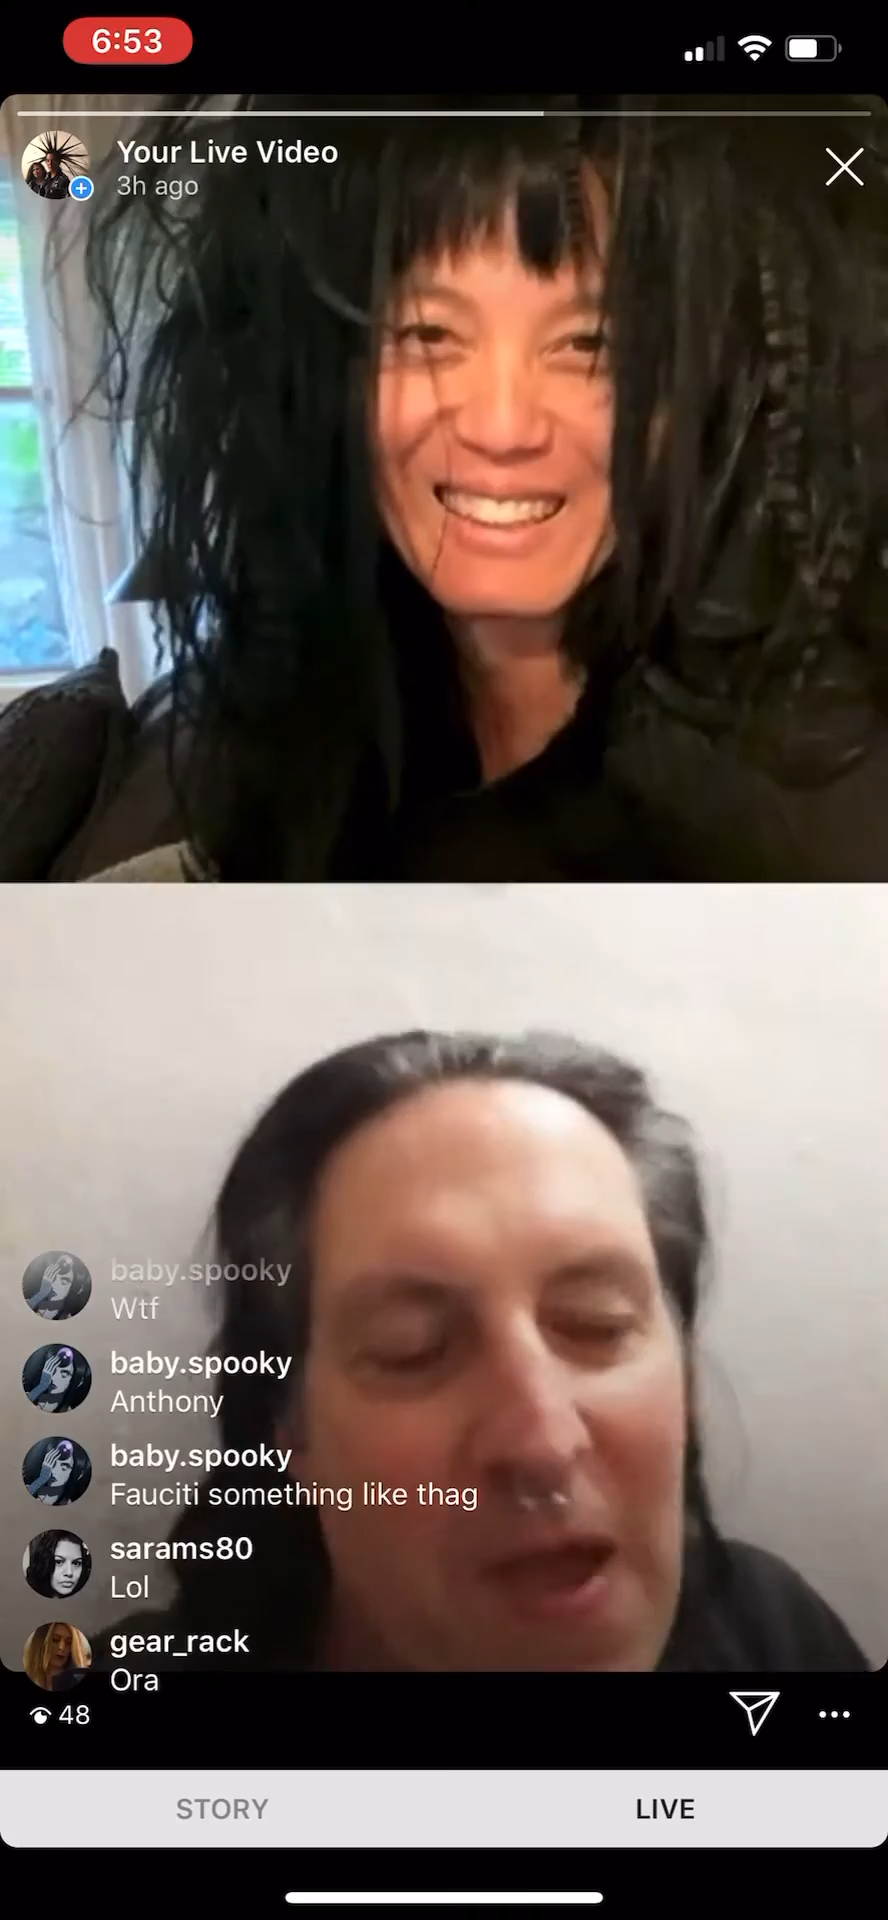 6:53
Your Live Video
3h ago
baby.spooky
Wtf
baby.spooky
Anthony
baby.spooky
Fauciti something like thag
sarams80
Lol
gear_rack
Ora
48
STORY
LIVE